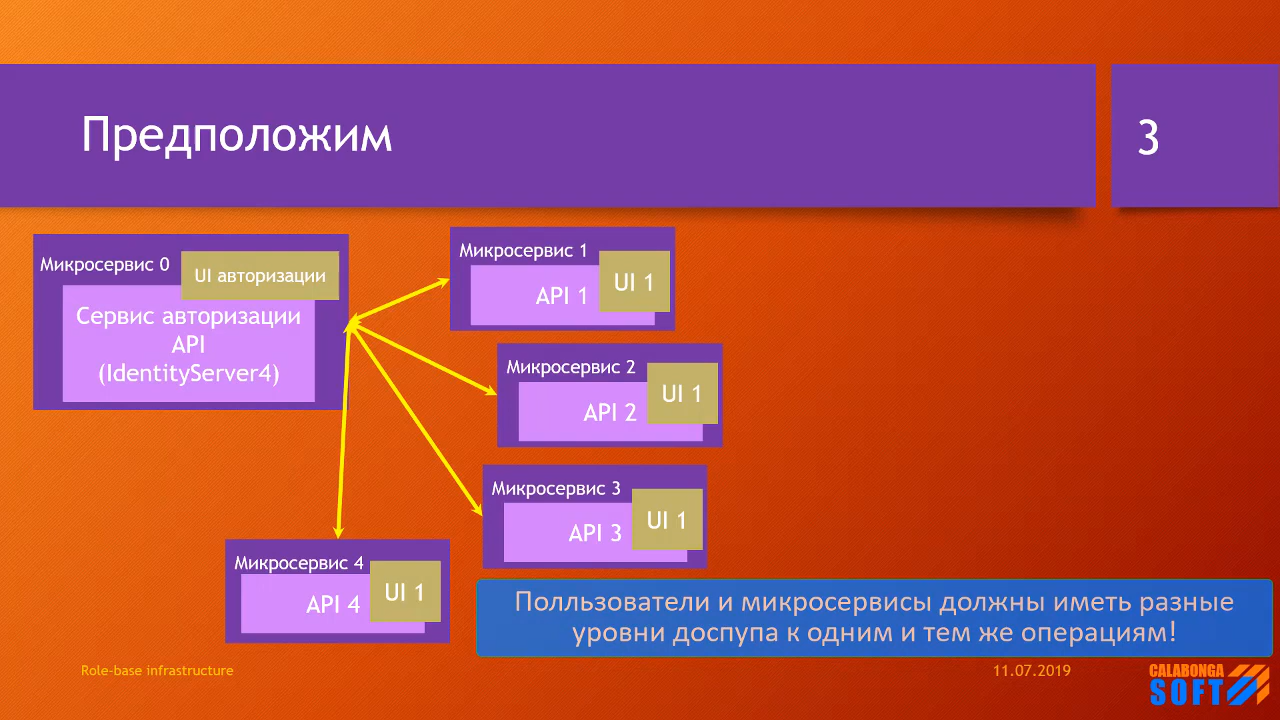 Предположим
3
Микросервис 0
UI авторизации
Сервис авторизации
API
(IdentityServer4)
Микросервис 1
API 1
UI 1
Микросервис 2
API 2
UI 1
Микросервис 3
API 3
UI 1
Микросервис 4
API 4
UI 1
Полльзователи и микросервисы должны иметь разные
уровни доступа к одним и тем же операциям!
Role-base infrastructure
11.07.2019
CALABONGA
SOFT